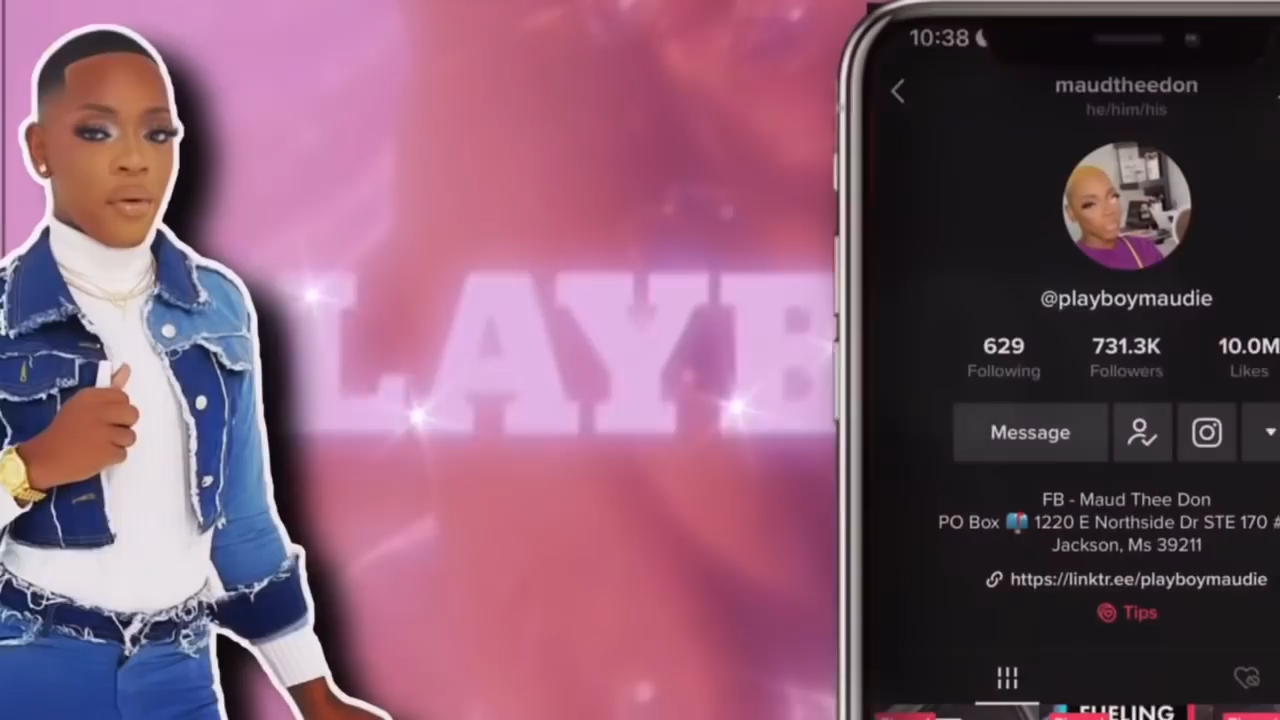 LAYB
10:38
maudtheedon
he/him/his
@playboymaudie
629
731.3K
10.0M
Following
Followers
Likes
Message
FB - Maud Thee Don
PO Box 1220 E Northside Dr STE 170 #
Jackson, Ms 39211
https://linktr.ee/playboymaudie
Tips
FUELING